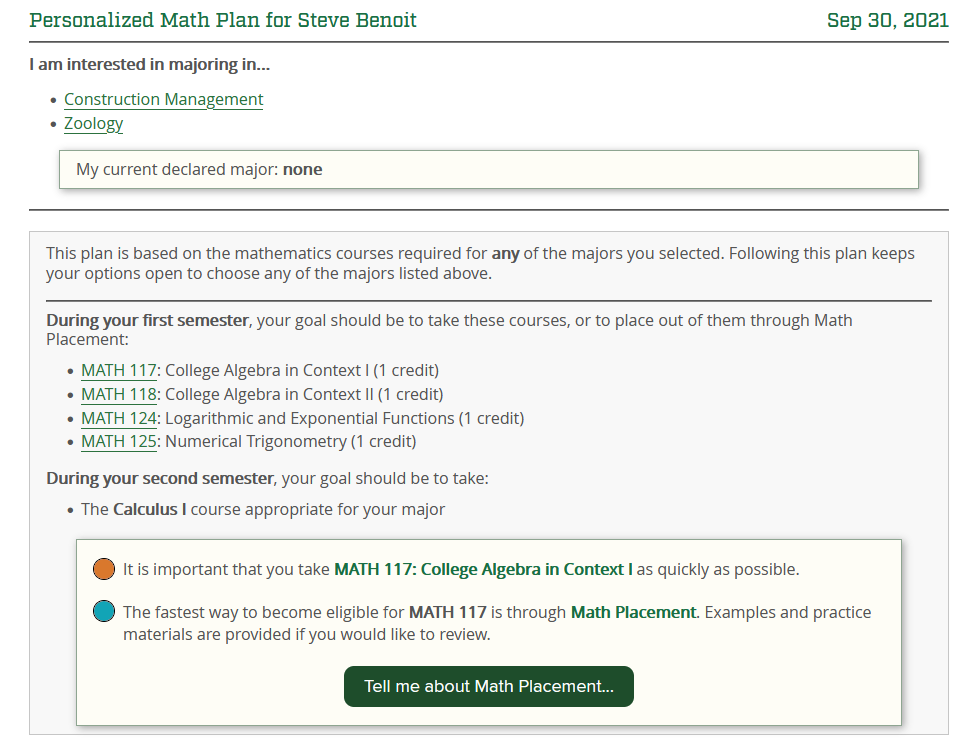 Personalized Math Plan for Steve Benoit Sep 30, 2021
I am interested in majoring in...
• Construction Management
• Zoology
My current declared major: none
This plan is based on the mathematics courses required for any of the majors you selected. Following this plan keeps
your options open to choose any of the majors listed above.
During your first semester, your goal should be to take these courses, or to place out of them through Math
Placement:
• MATH 117: College Algebra in Context I (1 credit)
• MATH 118: College Algebra in Context II (1 credit)
• MATH 124: Logarithmic and Exponential Functions (1 credit)
• MATH 125: Numerical Trigonometry (1 credit)
During your second semester, your goal should be to take:
• The Calculus I course appropriate for your major
It is important that you take MATH 117: College Algebra in Context I as quickly as possible.
The fastest way to become eligible for MATH 117 is through Math Placement. Examples and practice
materials are provided if you would like to review.
Tell me about Math Placement...